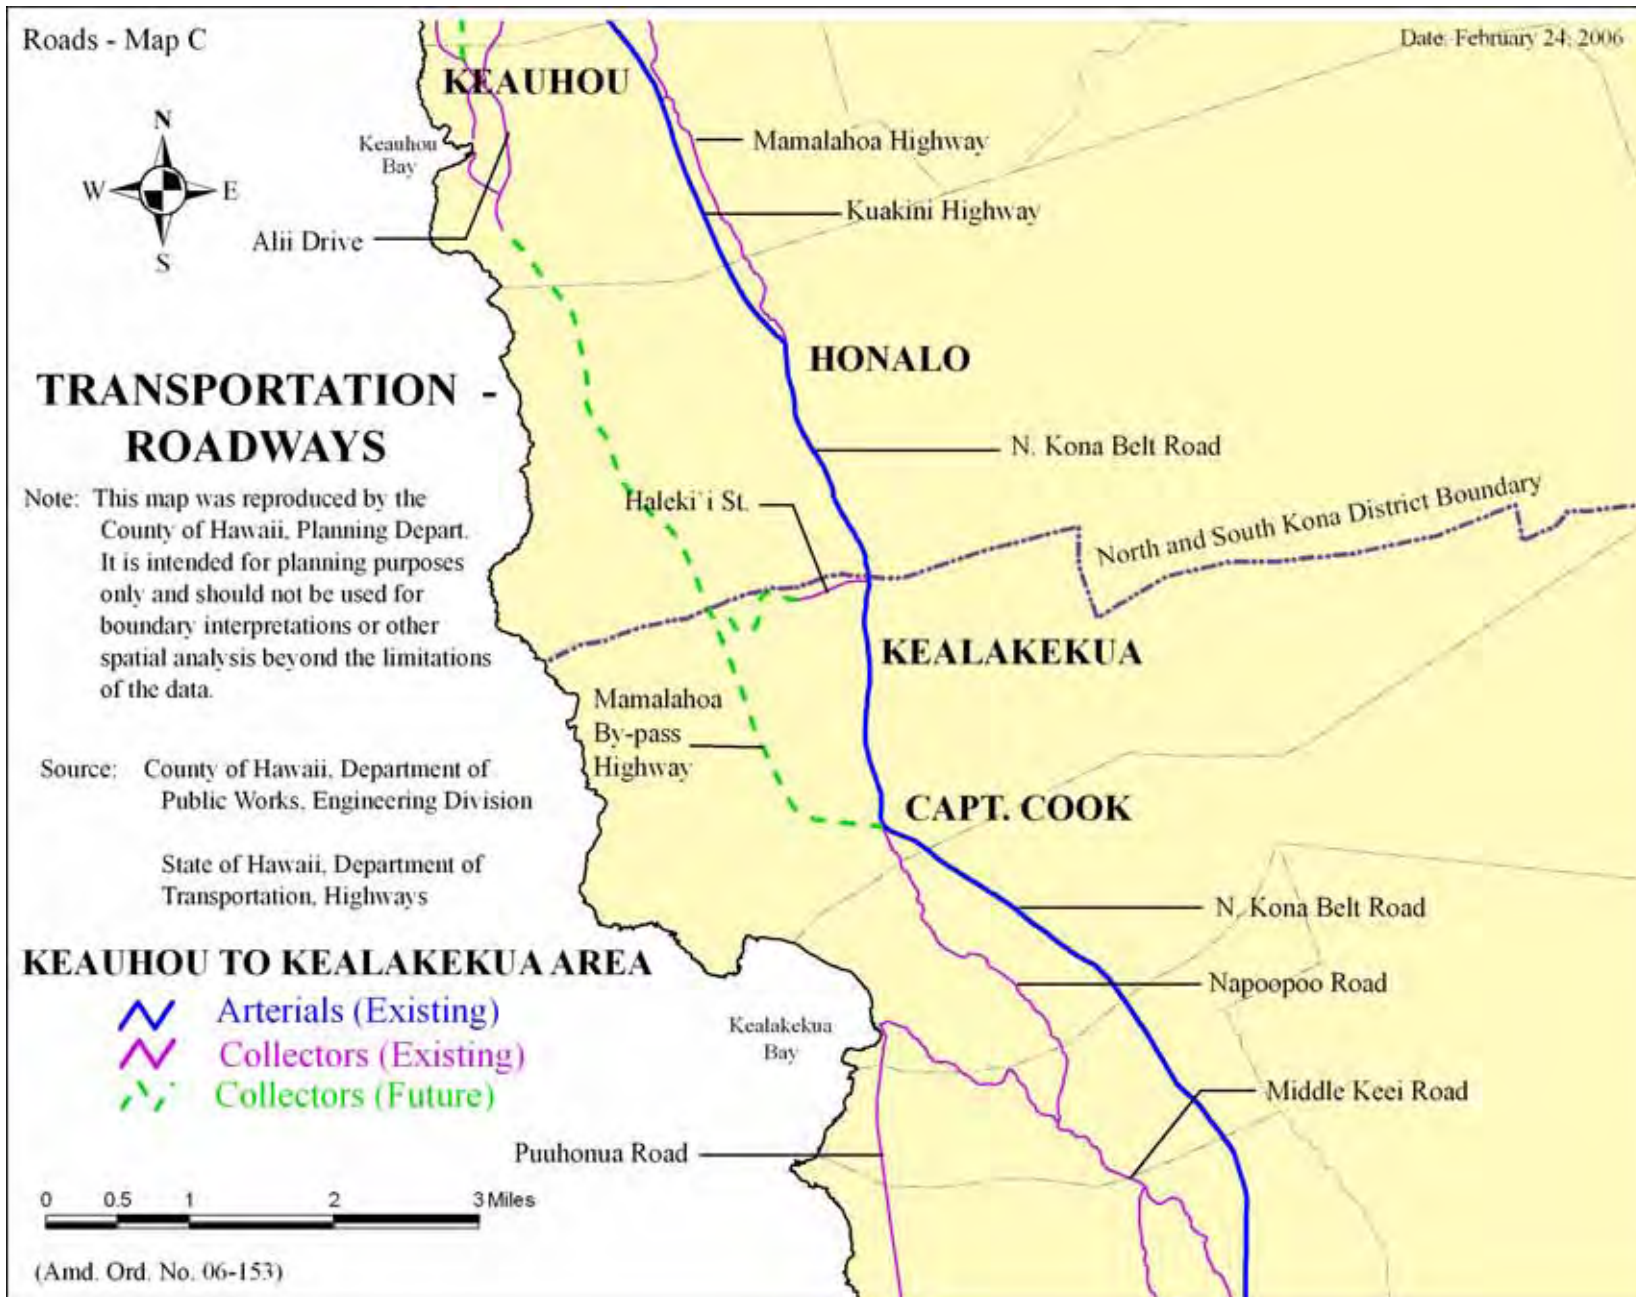 Roads - Map C
Date: February 24, 2006
KEAUHOU
N
W
E
S
Keauhou
Bay
Mamalahoa Highway
Kuakini Highway
Alii Drive
HONALO
TRANSPORTATION -
ROADWAYS
N. Kona Belt Road
Note: This map was reproduced by the
County of Hawaii, Planning Depart.
It is intended for planning purposes
only and should not be used for
boundary interpretations or other
spatial analysis beyond the limitations
of the data.
Haleki`i St.
North and South Kona District Boundary
KEALAKEKUA
Mamalahoa
By-pass
Highway
Source: County of Hawaii, Department of
Public Works, Engineering Division
State of Hawaii, Department of
Transportation, Highways
CAPT. COOK
N. Kona Belt Road
KEAUHOU TO KEALAKEKUA AREA
Arterials (Existing)
Collectors (Existing)
Collectors (Future)
Napoopoo Road
Kealakekua
Bay
Middle Keei Road
Puuhonua Road
0 0.5 1 2 3 Miles
(Amd. Ord. No. 06-153)